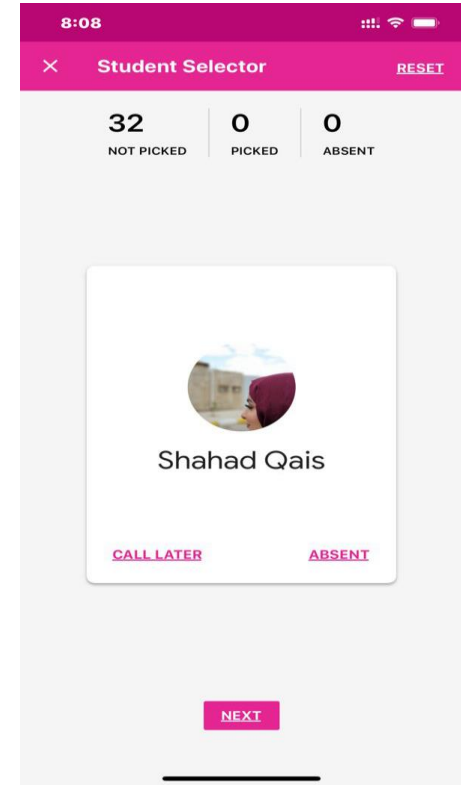 8:08
Student Selector RESET
32 0 0
NOT PICKED PICKED ABSENT
Shahad Qais
CALL LATER ABSENT
NEXT